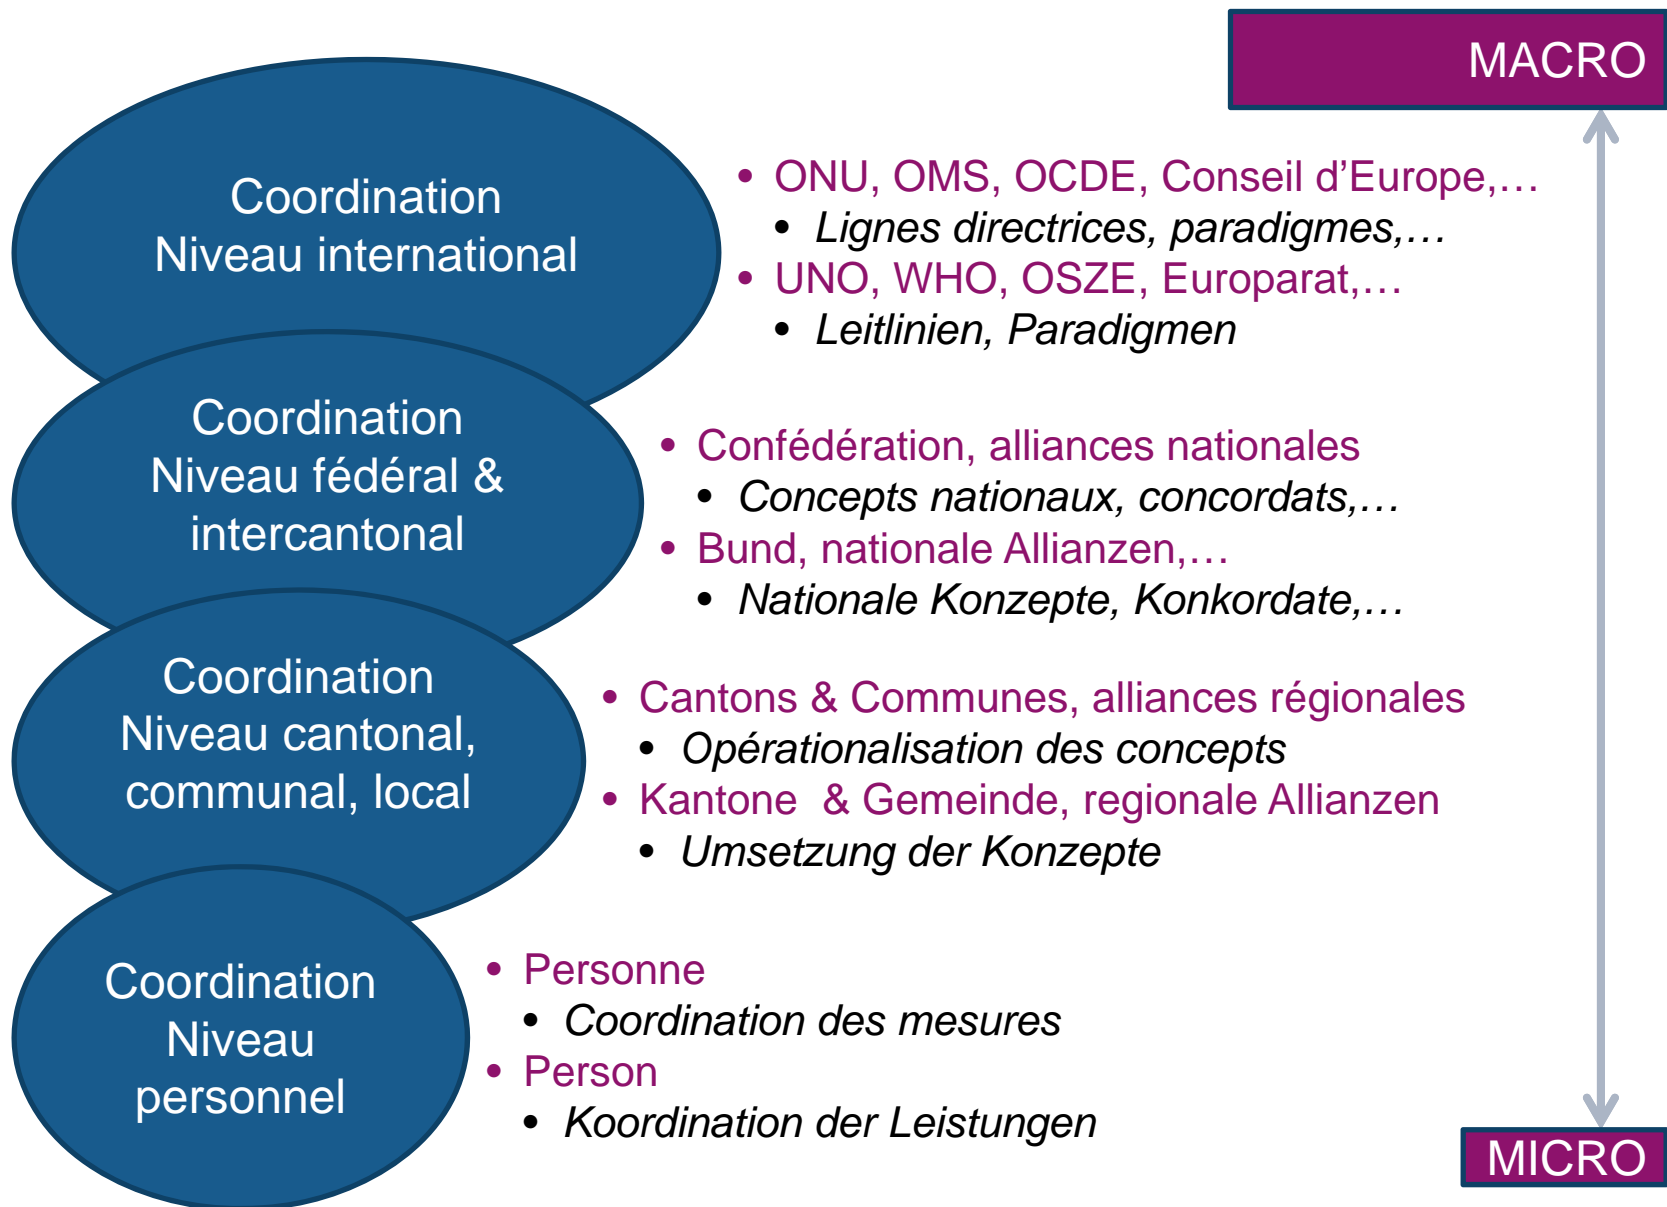 MACRO
Coordination
Niveau international
• ONU, OMS, OCDE, Conseil d’Europe,…
• Lignes directrices, paradigmes,…
• UNO, WHO, OSZE, Europarat,…
• Leitlinien, Paradigmen
Coordination
Niveau fédéral &
intercantonal
• Confédération, alliances nationales
• Concepts nationaux, concordats,…
• Bund, nationale Allianzen,…
• Nationale Konzepte, Konkordate,…
Coordination
Niveau cantonal,
communal, local
• Cantons & Communes, alliances régionales
• Opérationalisation des concepts
• Kantone  & Gemeinde, regionale Allianzen
• Umsetzung der Konzepte
Coordination
Niveau
personnel
• Personne
• Coordination des mesures
• Person
• Koordination der Leistungen
MICRO